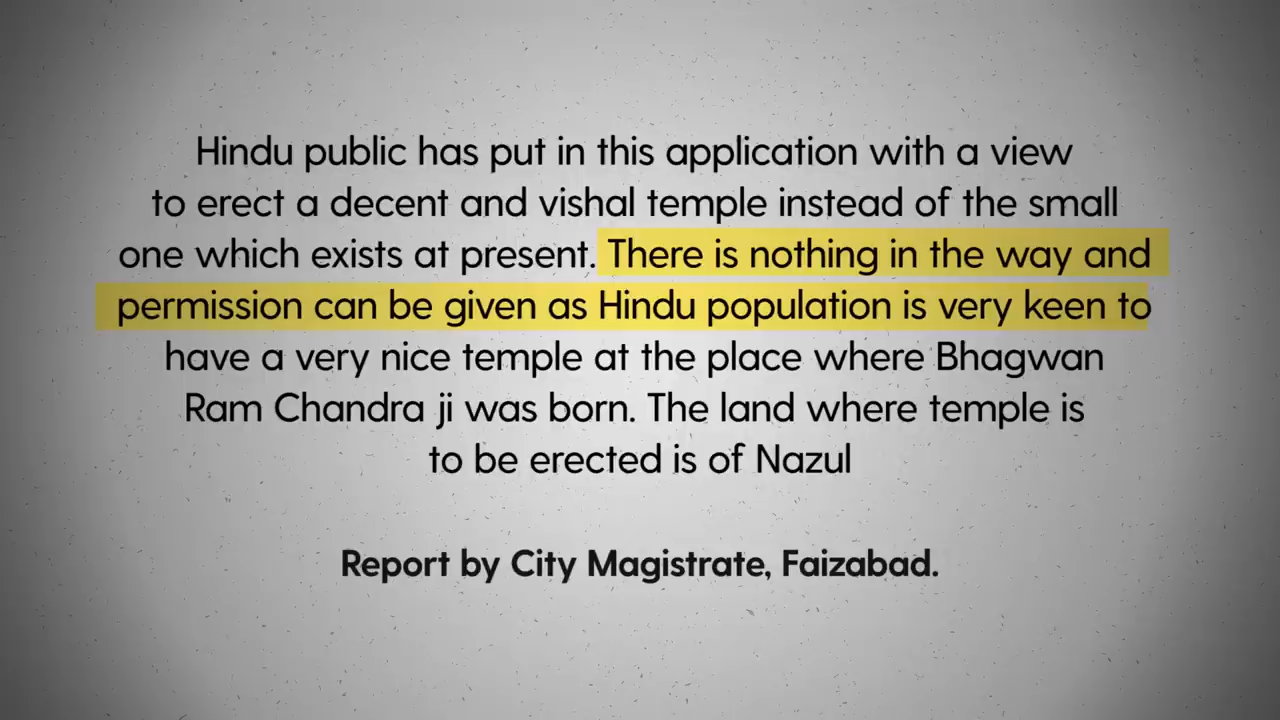 Hindu public has put in this application with a view
to erect a decent and vishal temple instead of the small
one which exists at present. There is nothing in the way and
permission can be given as Hindu population is very keen to
have a very nice temple at the place where Bhagwan
Ram Chandra ji was born. The land where temple is
to be erected is of Nazul
Report by City Magistrate, Faizabad.